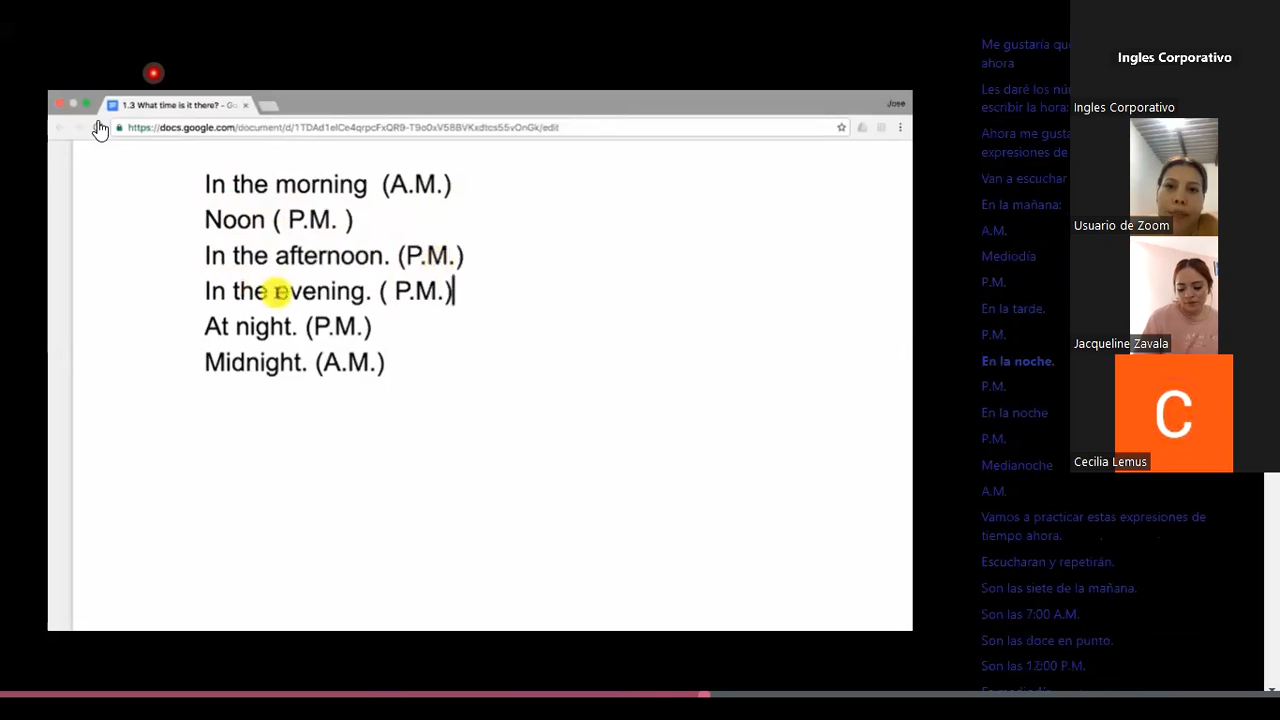 1.3 What time is it there? - Go
Jose
https://docs.google.com/document/d/1TDAd1elCe4qrpcFxQR9-T9o0xV58BVKxdtcs55vOnGk/edit
In the morning (A.M.)
Noon ( P.M. )
In the afternoon. (P.M.)
In the evening. ( P.M.)
At night. (P.M.)
Midnight. (A.M.)
Me gustaría
ahora
Les daré los
escribir la hora:
Ahora me
expresiones de
Van a escuchar
En la mañana:
A.M.
Mediodía
P.M.
En la tarde.
P.M.
En la noche.
P.M.
En la noche
P.M.
Medianoche
A.M.
Vamos a practicar estas expresiones de
tiempo ahora.
Escucharan y repetirán.
Son las siete de la mañana.
Son las 7:00 A.M.
Son las doce en punto.
Son las 12:00 P.M.
Ingles Corporativo
Ingles Corporativo
Usuario de Zoom
Jacqueline Zavala
C
Cecilia Lemus